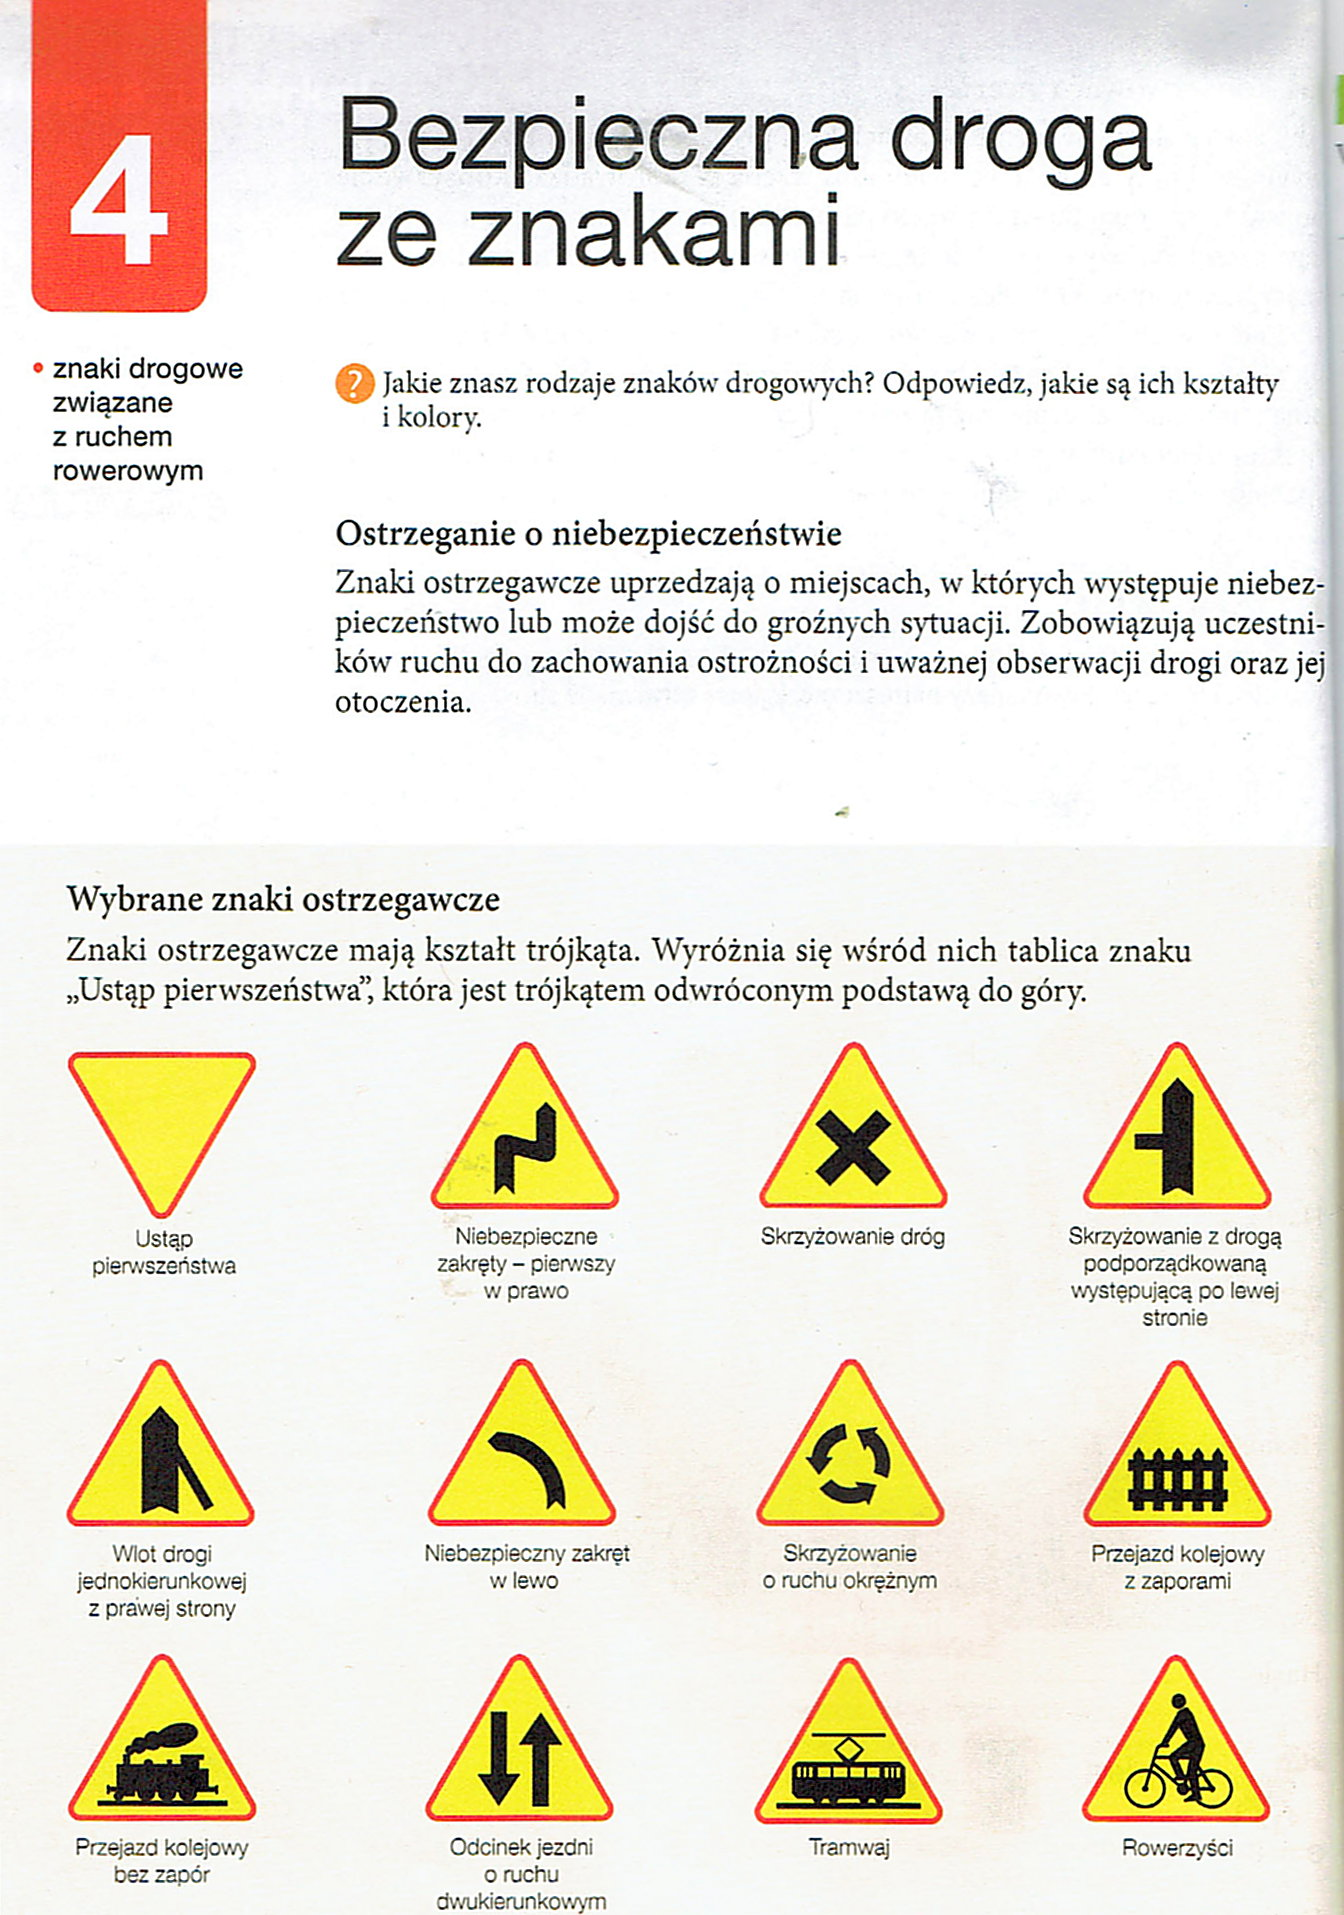 4
Bezpieczna droga
ze znakami
• znaki drogowe
związane
z ruchem
rowerowym
? Jakie znasz rodzaje znaków drogowych? Odpowiedz, jakie są ich kształty
i kolory.
Ostrzeganie o niebezpieczeństwie
Znaki ostrzegawcze uprzedzają o miejscach, w których występuje niebez-
pieczeństwo lub może dojść do groźnych sytuacji. Zobowiązują uczestni-
ków ruchu do zachowania ostrożności i uważnej obserwacji drogi oraz jej
otoczenia.
Wybrane znaki ostrzegawcze
Znaki ostrzegawcze mają kształt trójkąta. Wyróżnia się wśród nich tablica znaku
„Ustąp pierwszeństwa”, która jest trójkątem odwróconym podstawą do góry.
Ustąp
pierwszeństwa
Niebezpieczne
zakręty – pierwszy
w prawo
Skrzyżowanie dróg
Skrzyżowanie z drogą
podporządkowaną
występującą po lewej
stronie
Wlot drogi
jednokierunkowej
z prawej strony
Niebezpieczny zakręt
w lewo
Skrzyżowanie
o ruchu okrężnym
Przejazd kolejowy
z zaporami
Przejazd kolejowy
bez zapór
Odcinek jezdni
o ruchu
dwukierunkowym
Tramwaj
Rowerzyści